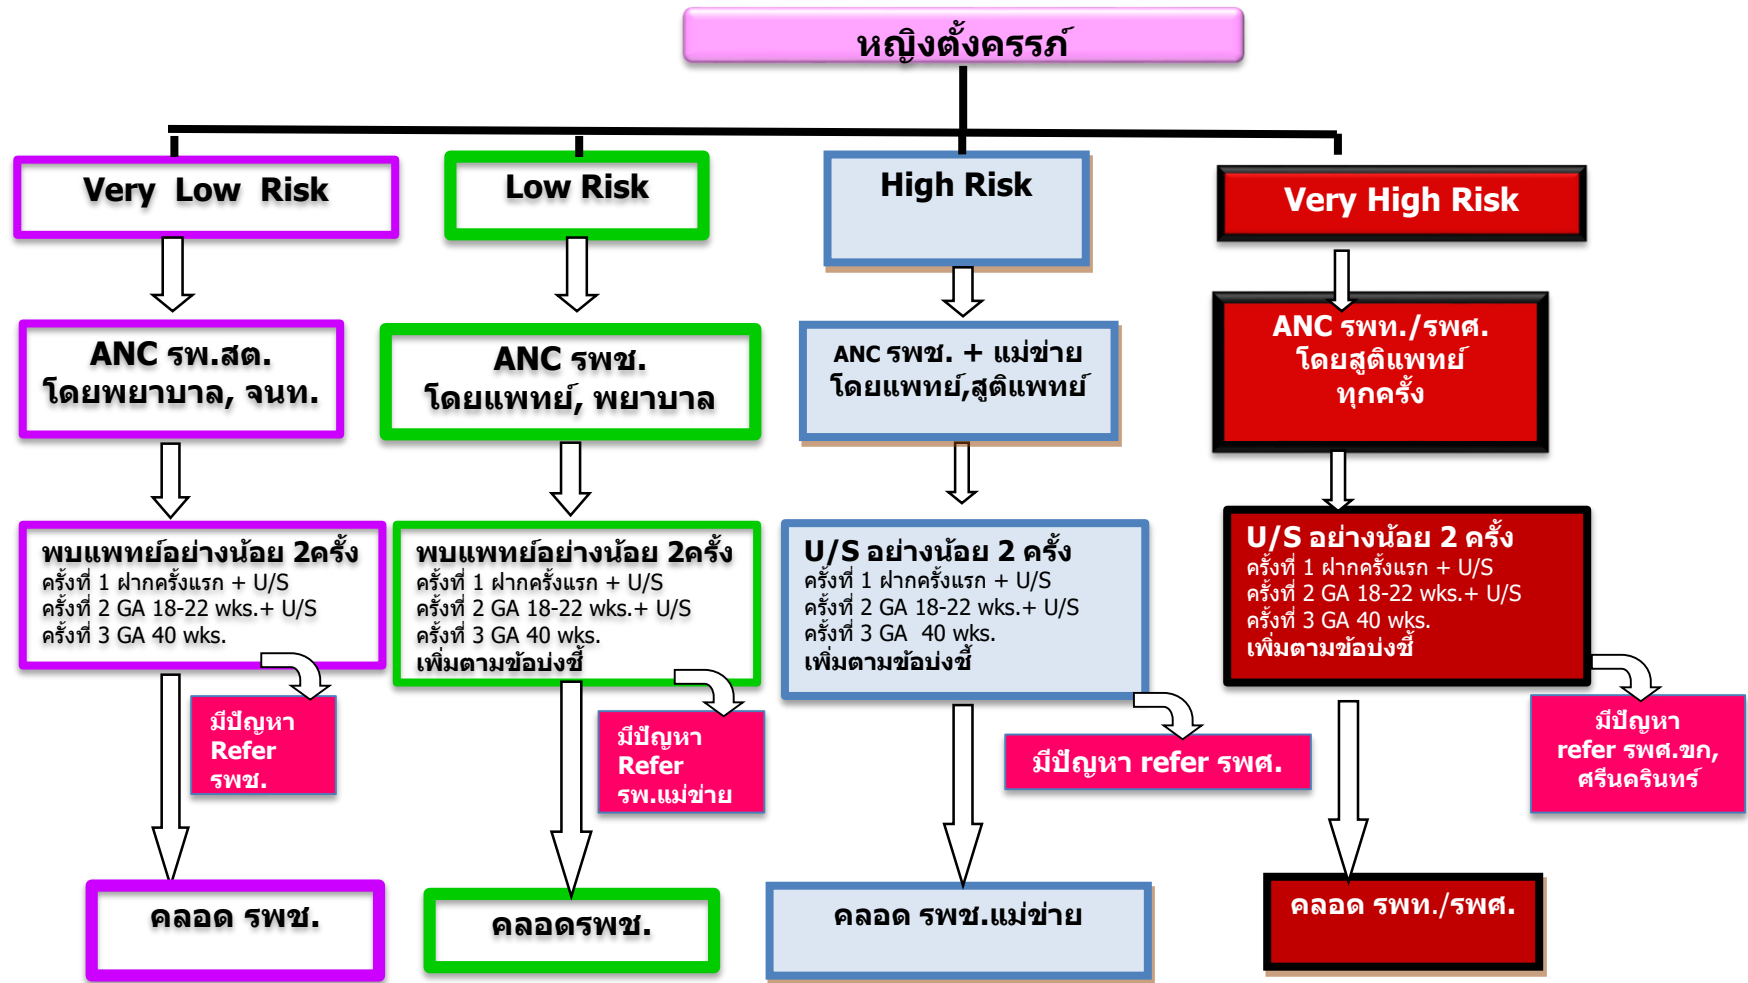 หญิงตั้งครรภ์
Very Low Risk
ANC รพ.สต.
โดยพยาบาล, จนท.
พบแพทย์อย่างน้อย 2ครั้ง
ครั้งที่ 1 ฝากครั้งแรก + U/S
ครั้งที่ 2 GA 18-22 wks.+ U/S
ครั้งที่ 3 GA 40 wks.
มีปัญหา
Refer
รพช.
คลอด รพช.
Low Risk
ANC รพช.
โดยแพทย์, พยาบาล
พบแพทย์อย่างน้อย 2ครั้ง
ครั้งที่ 1 ฝากครั้งแรก + U/S
ครั้งที่ 2 GA 18-22 wks.+ U/S
ครั้งที่ 3 GA 40 wks.
เพิ่มตามข้อบ่งชี้
มีปัญหา
Refer
รพ.แม่ข่าย
คลอดรพช.
High Risk
ANC รพช. + แม่ข่าย
โดยแพทย์,สูติแพทย์
U/S อย่างน้อย 2 ครั้ง
ครั้งที่ 1 ฝากครั้งแรก + U/S
ครั้งที่ 2 GA 18-22 wks.+ U/S
ครั้งที่ 3 GA 40 wks.
เพิ่มตามข้อบ่งชี้
มีปัญหา refer รพศ.
คลอด รพช.แม่ข่าย
Very High Risk
ANC รพท./รพศ.
โดยสูติแพทย์
ทุกครั้ง
U/S อย่างน้อย 2 ครั้ง
ครั้งที่ 1 ฝากครั้งแรก + U/S
ครั้งที่ 2 GA 18-22 wks.+ U/S
ครั้งที่ 3 GA 40 wks.
เพิ่มตามข้อบ่งชี้
มีปัญหา
refer รพศ.ขก,
ศรีนครินทร์
คลอด รพท./รพศ.